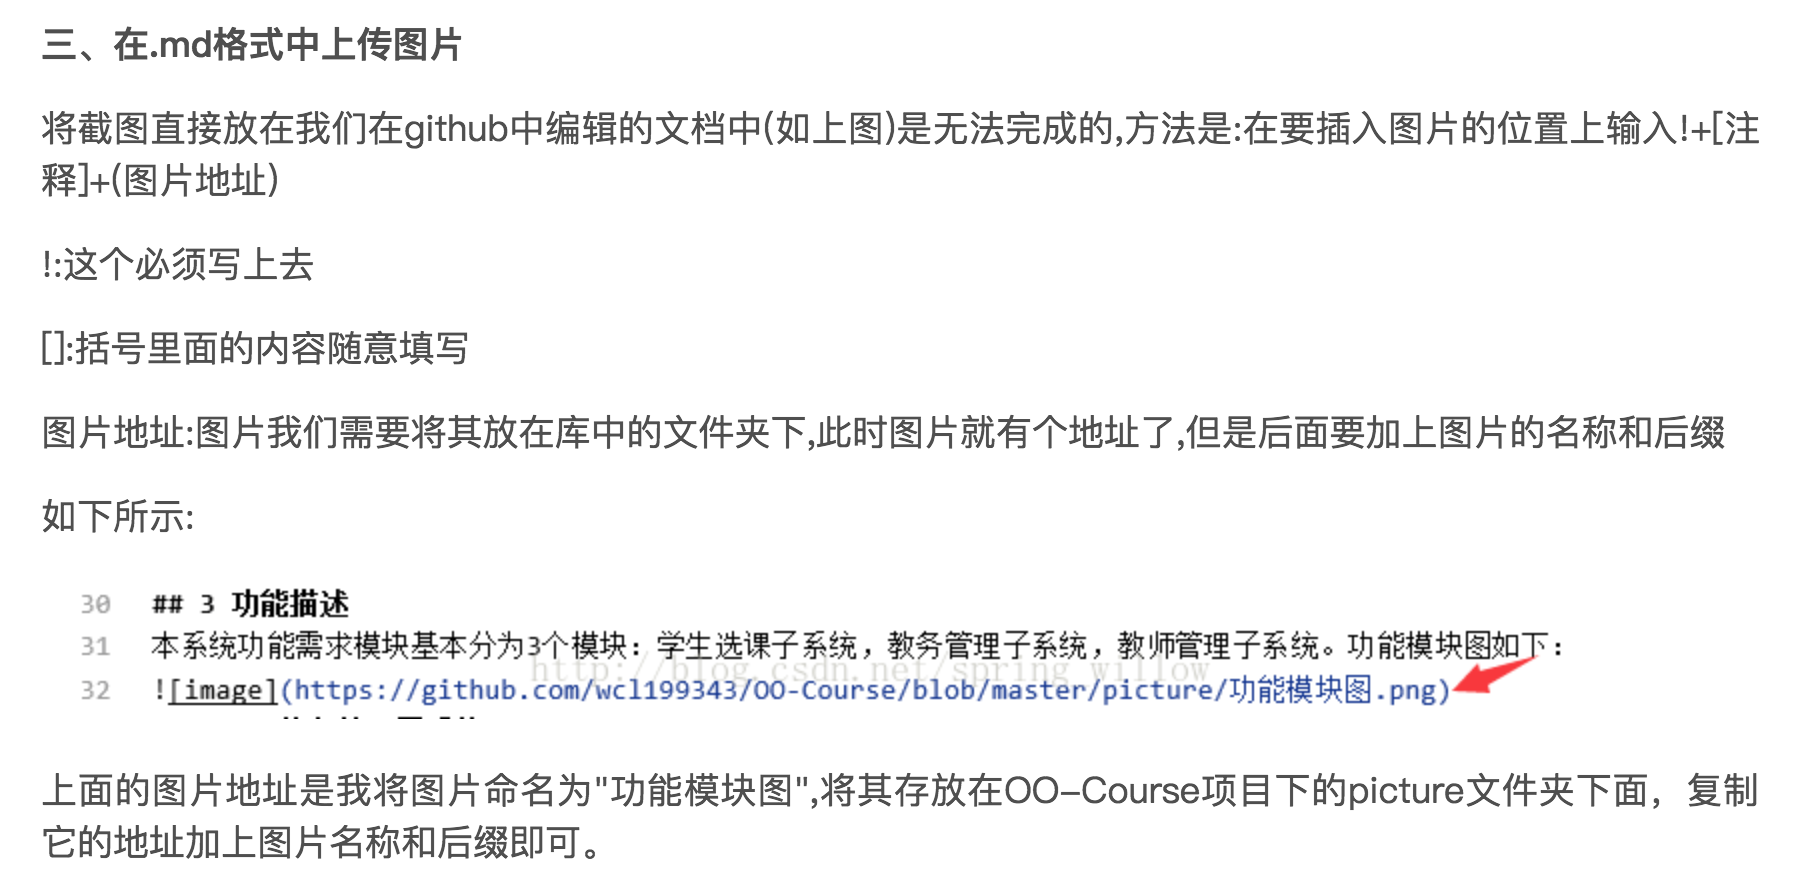 三、在.md格式中上传图片
将截图直接放在我们在github中编辑的文档中(如上图)是无法完成的,方法是:在要插入图片的位置上输入!+[注
释]+(图片地址)
!:这个必须写上去
[]:括号里面的内容随意填写
图片地址:图片我们需要将其放在库中的文件夹下,此时图片就有个地址了,但是后面要加上图片的名称和后缀
如下所示:
30 ## 3 功能描述
31 本系统功能需求模块基本分为3个模块：学生选课子系统，教务管理子系统，教师管理子系统。功能模块图如下：
http://blog.csdn.net/spring_willow
32 ![image](https://github.com/wcl199343/OO-Course/blob/master/picture/功能模块图.png)
上面的图片地址是我将图片命名为"功能模块图",将其存放在OO-Course项目下的picture文件夹下面，复制
它的地址加上图片名称和后缀即可。